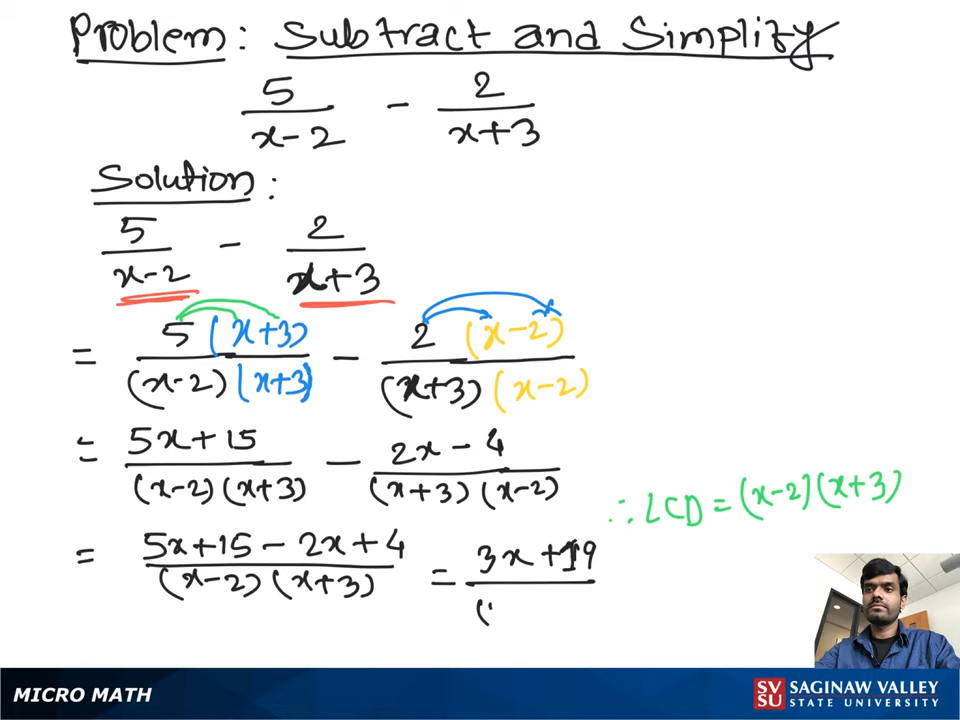 Problem: Subtract and Simplify
5/(x-2) - 2/(x+3)
Solution:
5/(x-2) - 2/(x+3)
= 5(x+3)/((x-2)(x+3)) - 2(x-2)/((x+3)(x-2))
= (5x+15)/((x-2)(x+3)) - (2x-4)/((x+3)(x-2))
∴ LCD = (x-2)(x+3)
= (5x+15-2x+4)/((x-2)(x+3)) = (3x+19)/(
MICRO MATH
SVSU SAGINAW VALLEY
STATE UNIVERSITY